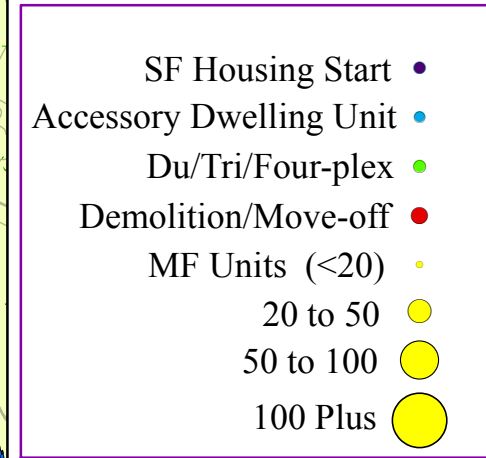 SF Housing Start
Accessory Dwelling Unit
Du/Tri/Four-plex
Demolition/Move-off
MF Units (<20)
20 to 50
50 to 100
100 Plus